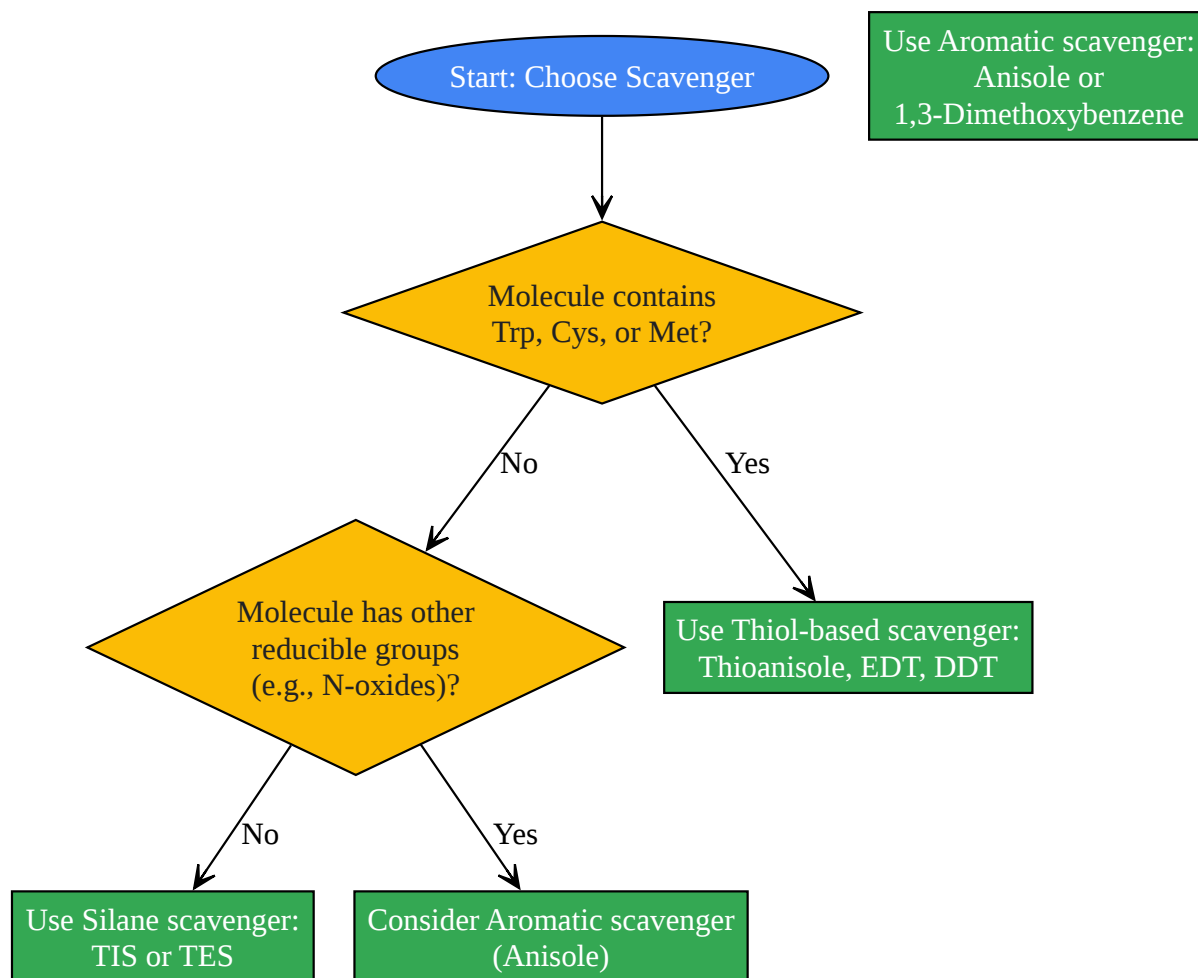 Start: Choose Scavenger
Use Aromatic scavenger:
Anisole or
1,3-Dimethoxybenzene
Molecule contains
Trp, Cys, or Met?
No
Yes
Molecule has other
reducible groups
(e.g., N-oxides)?
Use Thiol-based scavenger:
Thioanisole, EDT, DDT
No
Yes
Use Silane scavenger:
TIS or TES
Consider Aromatic scavenger
(Anisole)